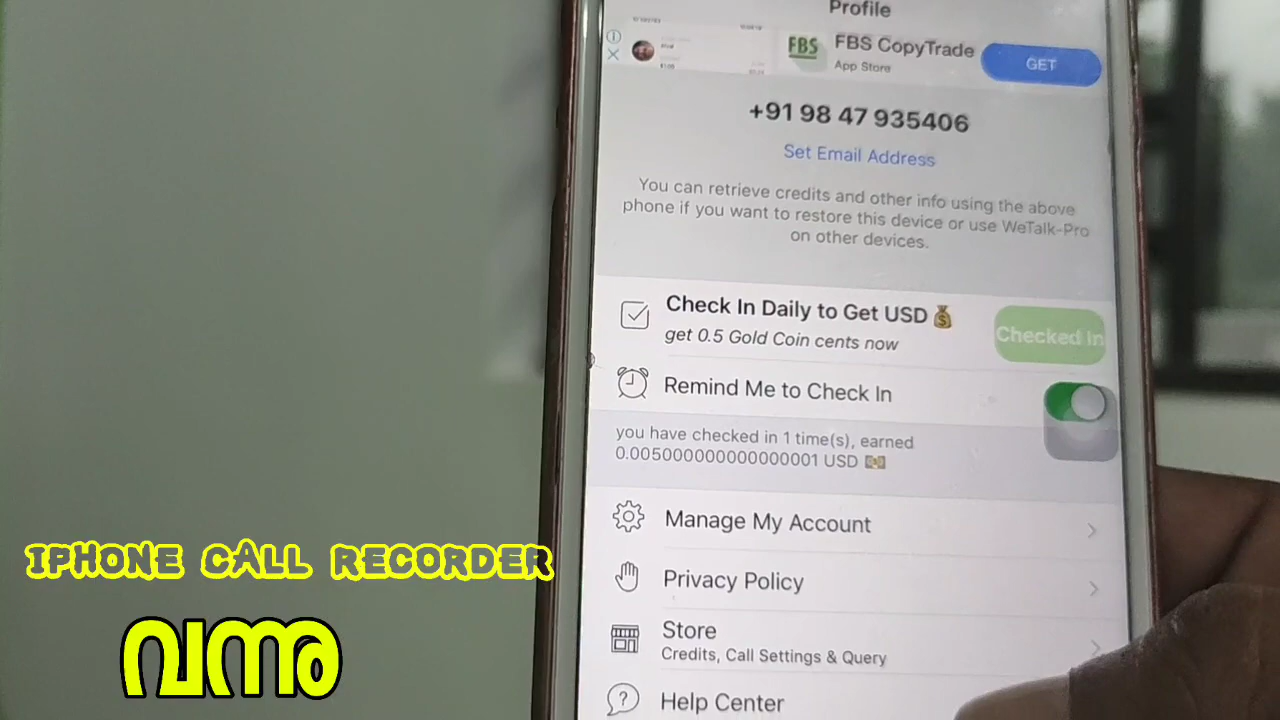 Profile
FBS
FBS CopyTrade
App Store
GET
+91 98 47 935406
Set Email Address
You can retrieve credits and other info using the above
phone if you want to restore this device or use WeTalk-Pro
on other devices.
Check In Daily to Get USD💰
get 0.5 Gold Coin cents now
Checked In
Remind Me to Check In
you have checked in 1 time(s), earned
0.005000000000000001 USD 💵
Manage My Account
Privacy Policy
Store
Credits, Call Settings & Query
Help Center
IPHONE CALL RECORDER
വന്നു